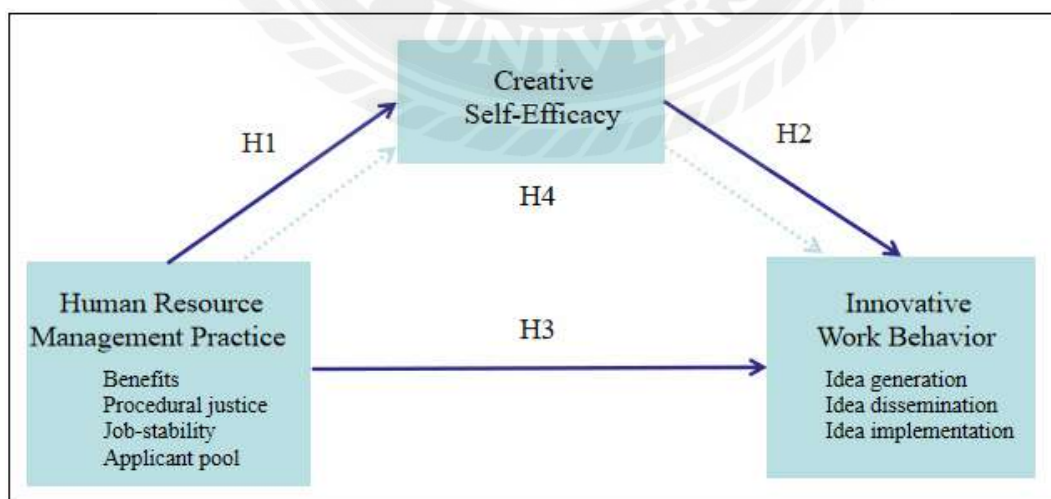 UNIVERS
Creative
Self-Efficacy
H1
H2
H4
Human Resource
Management Practice
Benefits
Procedural justice
Job-stability
Applicant pool
H3
Innovative
Work Behavior
Idea generation
Idea dissemination
Idea implementation